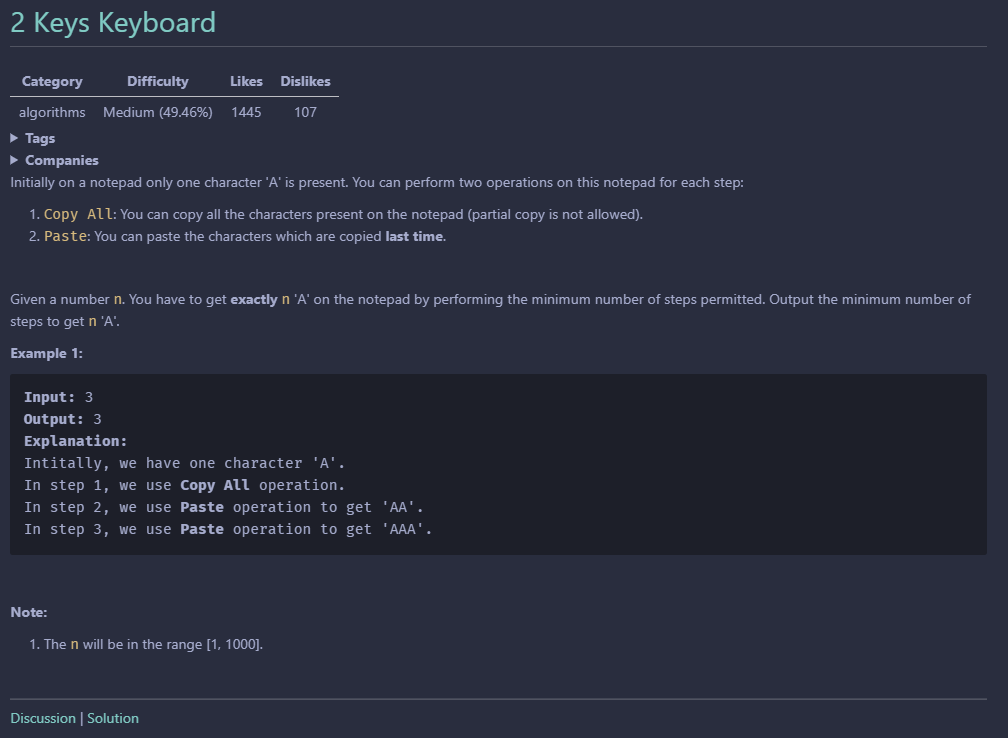 2 Keys Keyboard
Category Difficulty Likes Dislikes
algorithms Medium (49.46%) 1445 107
▶ Tags
▶ Companies
Initially on a notepad only one character 'A' is present. You can perform two operations on this notepad for each step:
1. Copy All: You can copy all the characters present on the notepad (partial copy is not allowed).
2. Paste: You can paste the characters which are copied last time.
Given a number n. You have to get exactly n 'A' on the notepad by performing the minimum number of steps permitted. Output the minimum number of
steps to get n 'A'.
Example 1:
Input: 3
Output: 3
Explanation:
Intitally, we have one character 'A'.
In step 1, we use Copy All operation.
In step 2, we use Paste operation to get 'AA'.
In step 3, we use Paste operation to get 'AAA'.
Note:
1. The n will be in the range [1, 1000].
Discussion | Solution